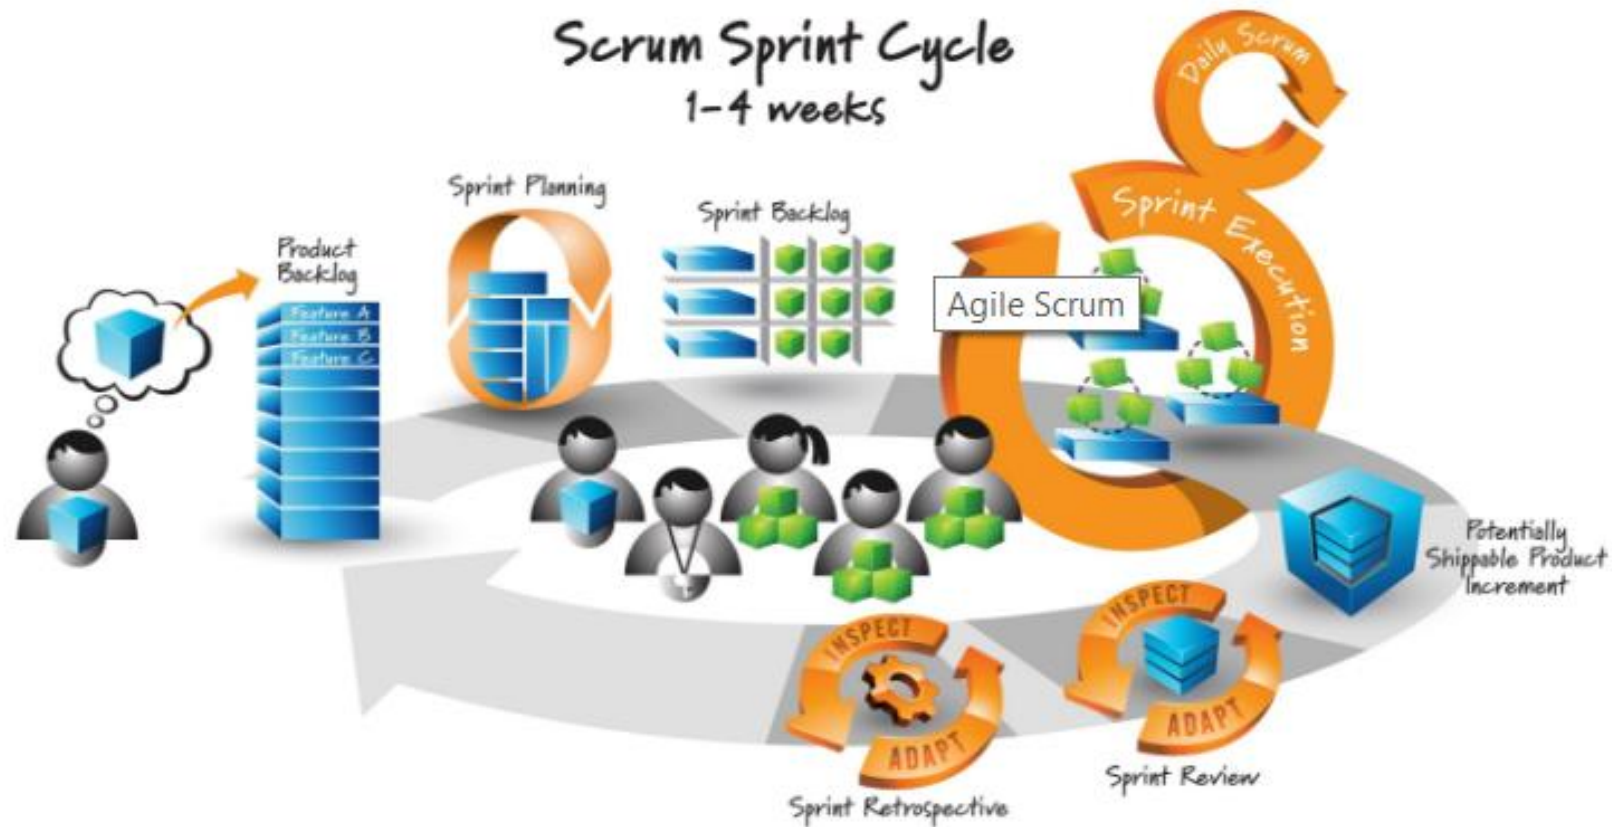 Scrum Sprint Cycle
1-4 weeks
Daily Scrum
Sprint Execution
Sprint Planning
Sprint Backlog
Product
Backlog
Feature A
Feature B
Feature C
Agile Scrum
Potentially
Shippable Product
Increment
INSPECT
ADAPT
Sprint Review
INSPECT
ADAPT
Sprint Retrospective